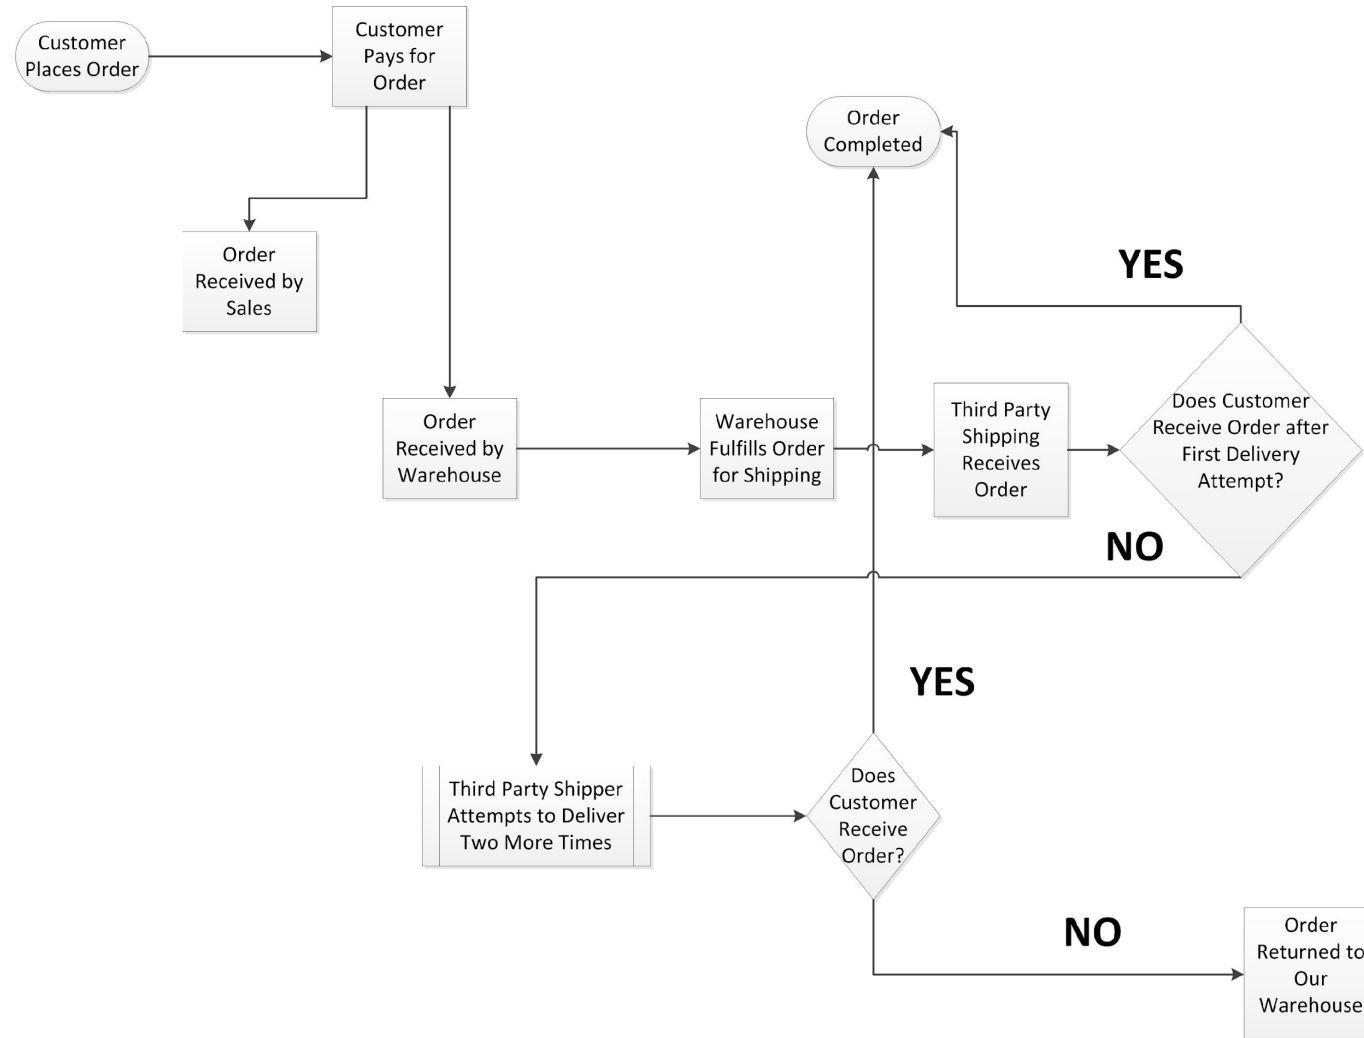 Customer
Places Order
Customer
Pays for
Order
Order
Completed
Order
Received by
Sales
YES
Order
Received by
Warehouse
Warehouse
Fulfills Order
for Shipping
Third Party
Shipping
Receives
Order
Does Customer
Receive Order after
First Delivery
Attempt?
NO
YES
Third Party Shipper
Attempts to Deliver
Two More Times
Does
Customer
Receive
Order?
NO
Order
Returned to
Our
Warehouse